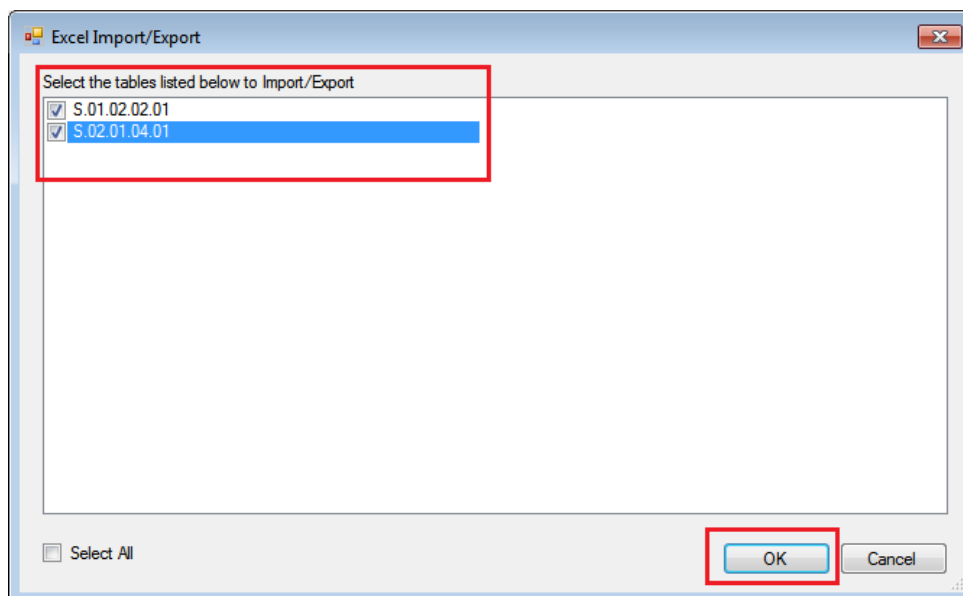 Excel Import/Export
Select the tables listed below to Import/Export
S.01.02.02.01
S.02.01.04.01
Select All
OK
Cancel